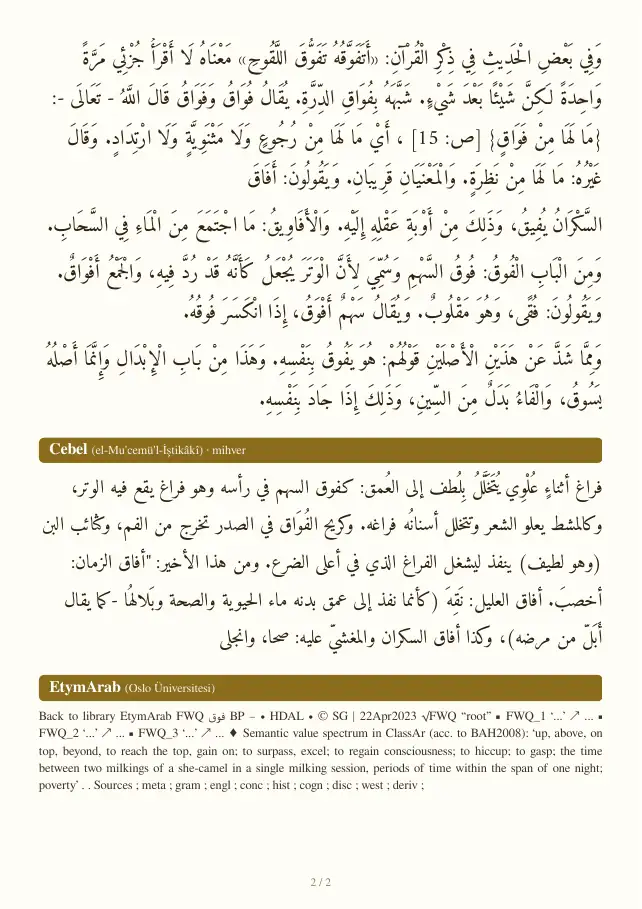 وَفِي بَعْضِ الْحَدِيثِ فِي ذِكْرِ الْقُرْآنِ: «أَتَفَوَّقُهُ تَفَوُّقَ اللَّقُوحِ» مَعْنَاهُ لَا أَقْرَأُ جُزْئِي مَرَّةً
وَاحِدَةً لَكِنَّ شَيْئًا بَعْدَ شَيْءٍ. شَبَّهَهُ بِفُوَاقِ الدِّرَّةِ. يُقَالُ فُوَاقٌ وَفَوَاقٌ قَالَ اللَّهُ - تَعَالَى -:
{مَا لَهَا مِنْ فَوَاقٍ} [ص: 15] ، أَيْ مَا لَهَا مِنْ رُجُوعٍ وَلَا مَثْنَوِيَّةٍ وَلَا ارْتِدَادٍ. وَقَالَ
غَيْرُهُ: مَا لَهَا مِنْ نَظِرَةٍ. وَالْمَعْنَيَانِ قَرِيبَانِ. وَيَقُولُونَ: أَفَاقَ
السَّكْرَانُ يُفِيقُ، وَذَلِكَ مِنْ أَوْبَةِ عَقْلِهِ إِلَيْهِ. وَالْأَفَاوِيقُ: مَا اجْتَمَعَ مِنَ الْمَاءِ فِي السَّحَابِ.
وَمِنَ الْبَابِ الْفُوقُ: فُوقُ السَّهْمِ وَسُمِّيَ لِأَنَّ الْوَتَرَ يُجْعَلُ كَأَنَّهُ قَدْ رُدَّ فِيهِ، وَالْجَمْعُ أَفْوَاقٌ.
وَيَقُولُونَ: فُقًى، وَهُوَ مَقْلُوبٌ. وَيُقَالُ سَهْمٌ أَفْوَقُ، إِذَا انْكَسَرَ فُوقُهُ.
وَمِمَّا شَذَّ عَنْ هَذَيْنِ الْأَصْلَيْنِ قَوْلُهُمْ: هُوَ يَفُوقُ بِنَفْسِهِ. وَهَذَا مِنْ بَابِ الْإِبْدَالِ وَإِنَّمَا أَصْلُهُ
يَسُوقُ، وَالْفَاءُ بَدَلٌ مِنَ السِّينِ، وَذَلِكَ إِذَا جَادَ بِنَفْسِهِ.
Cebel (el-Mu'cemü'l-İştikâkî) · mihver
فراغ أثناءٍ عُلْوِي يُتَخَلَّلُ بِلُطف إلى العُمق: كفوق السهم في رأسه وهو فراغ يقع فيه الوتر،
وكالمشط يعلو الشعر وتتخلل أسنانُه فراغه. وكريح الفُوَاق في الصدر تخرج من الفم، وكثائب البن
(وهو لطيف) ينفذ ليشغل الفراغ الذي في أعلى الضرع. ومن هذا الأخير: "أفاق الزمان:
أخصبَ. أفاق العليل: نَقِهَ (كأنما نفذ إلى عمق بدنه ماء الحيوية والصحة وبَلالهُا -كما يقال
أَبَلّ من مرضه)، وكذا أفاق السكران والمغشيّ عليه: صحا، وانجلى
EtymArab (Oslo Üniversitesi)
Back to library EtymArab FWQ فوق BP – • HDAL • © SG | 22Apr2023 √FWQ “root” ▪ FWQ_1 ‘...’ ↗ ... ▪
FWQ_2 ‘...’ ↗ ... ▪ FWQ_3 ‘...’ ↗ ... ♦ Semantic value spectrum in ClassAr (acc. to BAH2008): ‘up, above, on
top, beyond, to reach the top, gain on; to surpass, excel; to regain consciousness; to hiccup; to gasp; the time
between two milkings of a she-camel in a single milking session, periods of time within the span of one night;
poverty’ . . Sources ; meta ; gram ; engl ; conc ; hist ; cogn ; disc ; west ; deriv ;
2 / 2